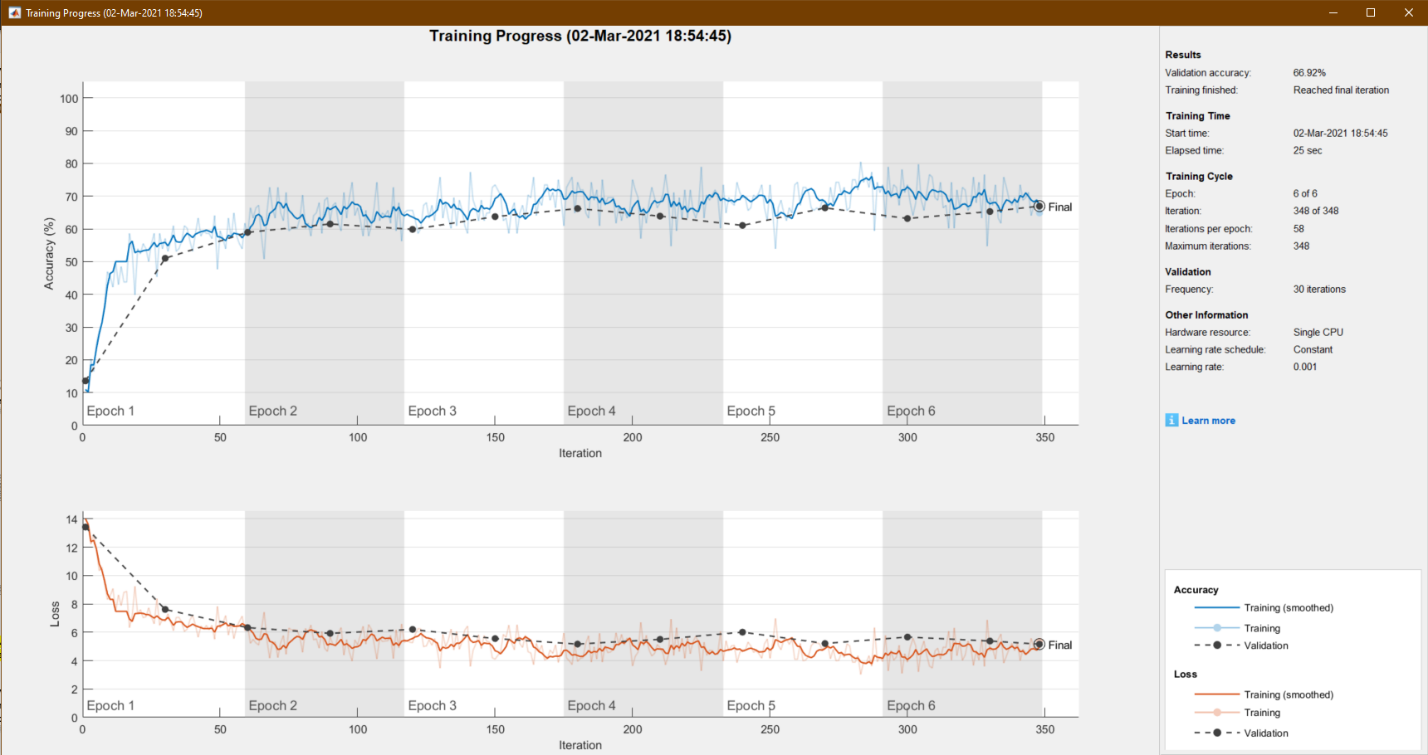 Training Progress (02-Mar-2021 18:54:45)
Training Progress (02-Mar-2021 18:54:45)
Accuracy (%)
100
90
80
70
60
50
40
30
20
10
0
Final
Epoch 1 Epoch 2 Epoch 3 Epoch 4 Epoch 5 Epoch 6
0 50 100 150 200 250 300 350
Iteration
Loss
14
12
10
8
6
4
2
0
Final
Epoch 1 Epoch 2 Epoch 3 Epoch 4 Epoch 5 Epoch 6
0 50 100 150 200 250 300 350
Iteration
Results
Validation accuracy: 66.92%
Training finished: Reached final iteration
Training Time
Start time: 02-Mar-2021 18:54:45
Elapsed time: 25 sec
Training Cycle
Epoch: 6 of 6
Iteration: 348 of 348
Iterations per epoch: 58
Maximum iterations: 348
Validation
Frequency: 30 iterations
Other Information
Hardware resource: Single CPU
Learning rate schedule: Constant
Learning rate: 0.001
i Learn more
Accuracy
Training (smoothed)
Training
Validation
Loss
Training (smoothed)
Training
Validation